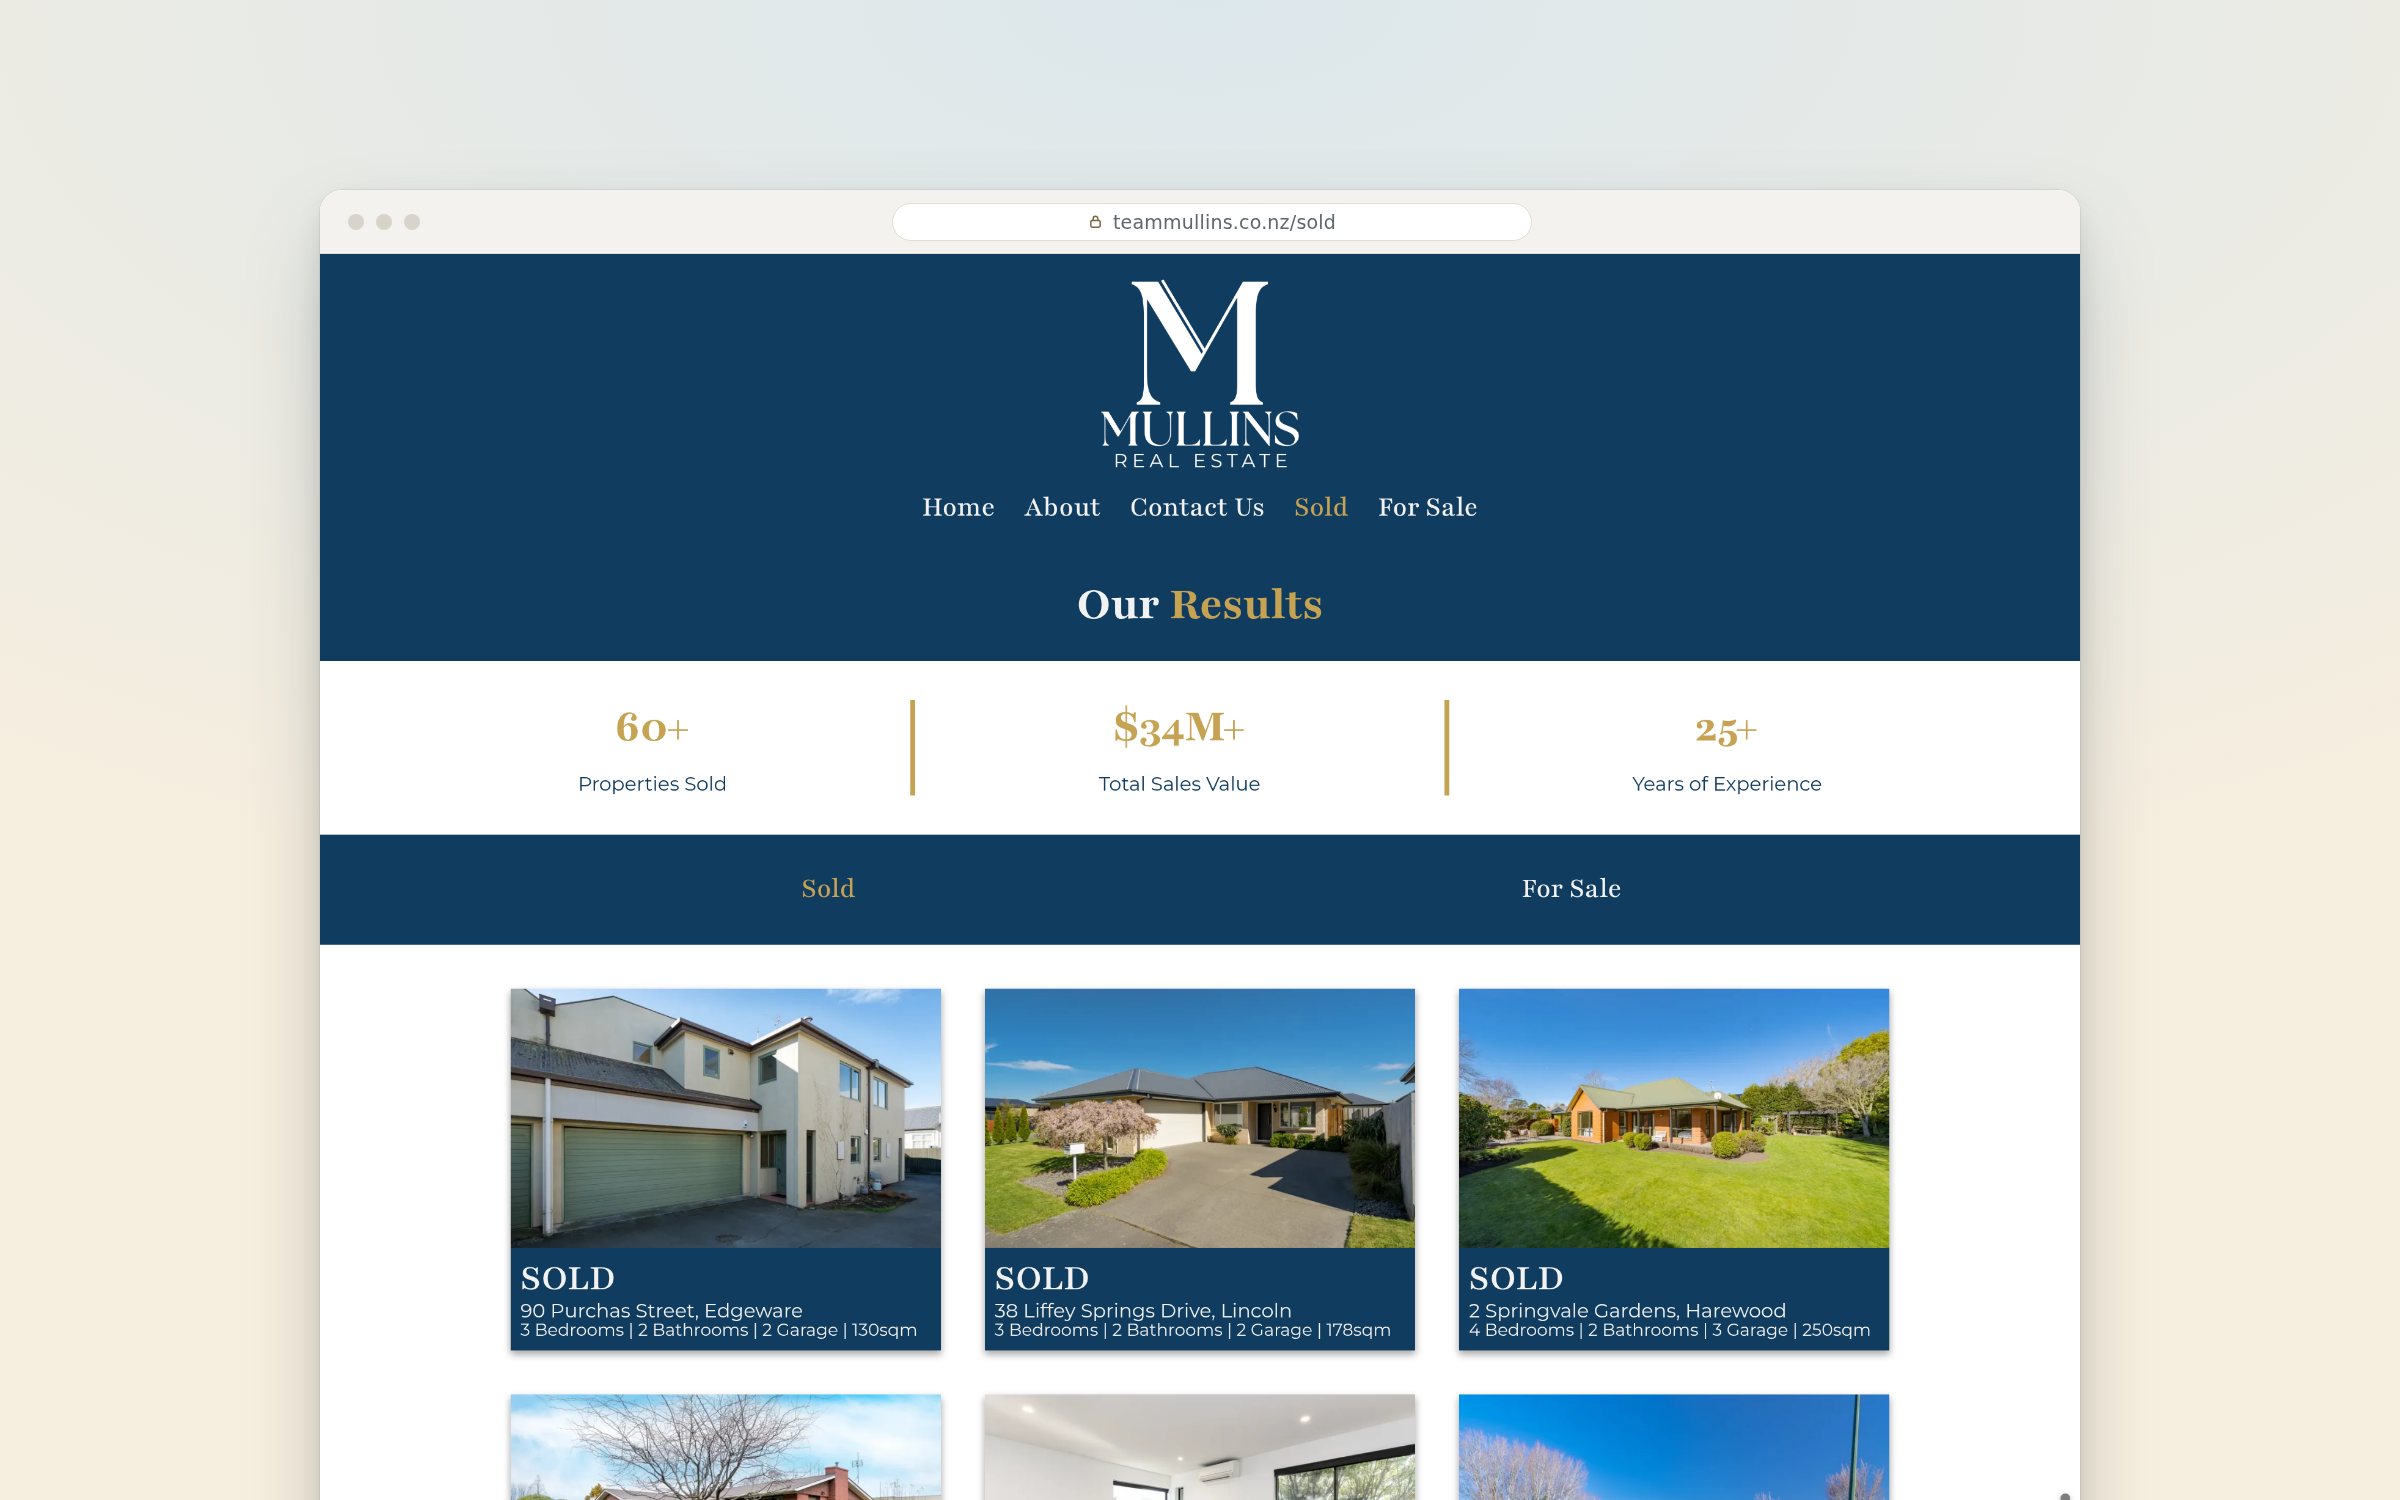 teammullins.co.nz/sold
M
MULLINS
REAL ESTATE
Home About Contact Us Sold For Sale
Our Results
60+ $34M+ 25+
Properties Sold Total Sales Value Years of Experience
Sold For Sale
SOLD
90 Purchas Street, Edgeware
3 Bedrooms | 2 Bathrooms | 2 Garage | 130sqm
SOLD
38 Liffey Springs Drive, Lincoln
3 Bedrooms | 2 Bathrooms | 2 Garage | 178sqm
SOLD
2 Springvale Gardens, Harewood
4 Bedrooms | 2 Bathrooms | 3 Garage | 250sqm